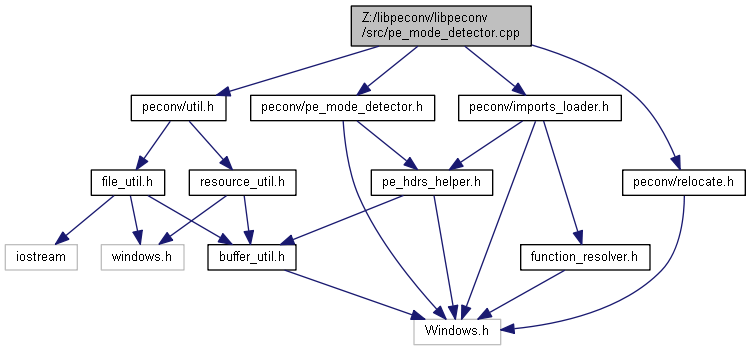 Z:/libpeconv/libpeconv
/src/pe_mode_detector.cpp
peconv/util.h
peconv/pe_mode_detector.h
peconv/imports_loader.h
file_util.h
resource_util.h
pe_hdrs_helper.h
peconv/relocate.h
iostream
windows.h
buffer_util.h
function_resolver.h
Windows.h